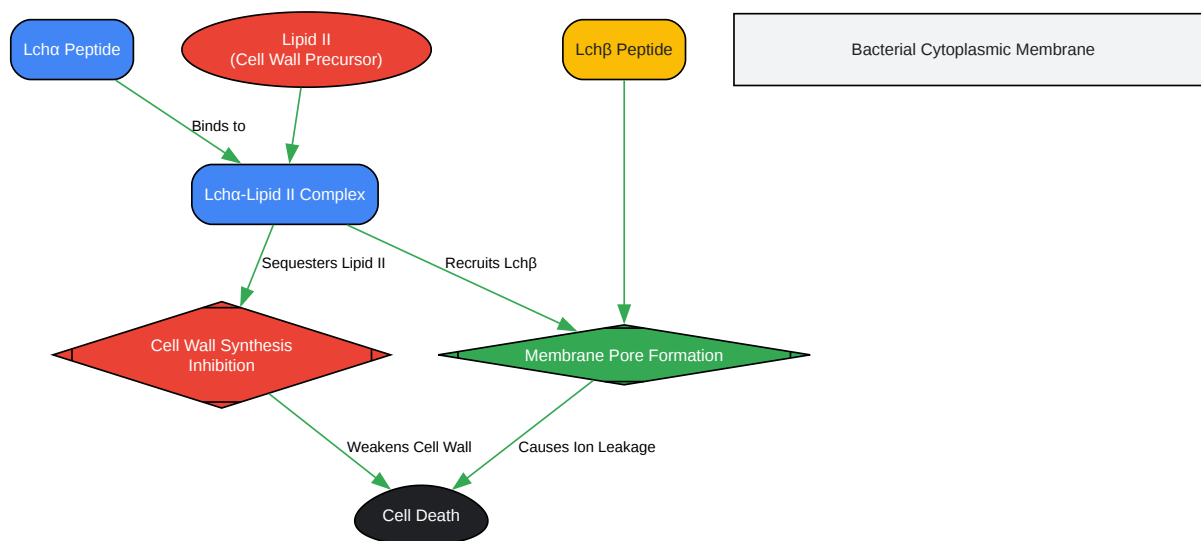 Lchα Peptide
Lipid II
(Cell Wall Precursor)
Lchβ Peptide
Bacterial Cytoplasmic Membrane
Binds to
Lchα-Lipid II Complex
Sequesters Lipid II
Recruits Lchβ
Cell Wall Synthesis
Inhibition
Membrane Pore Formation
Weakens Cell Wall
Causes Ion Leakage
Cell Death